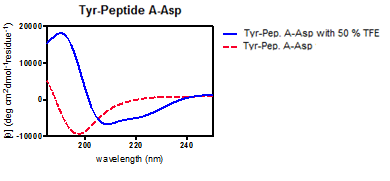 Tyr-Peptide A-Asp
Tyr-Pep. A-Asp with 50 % TFE
Tyr-Pep. A-Asp
[θ] (deg cm²dmol⁻¹residue⁻¹)
20000
10000
0
-10000
200
220
240
wavelength (nm)